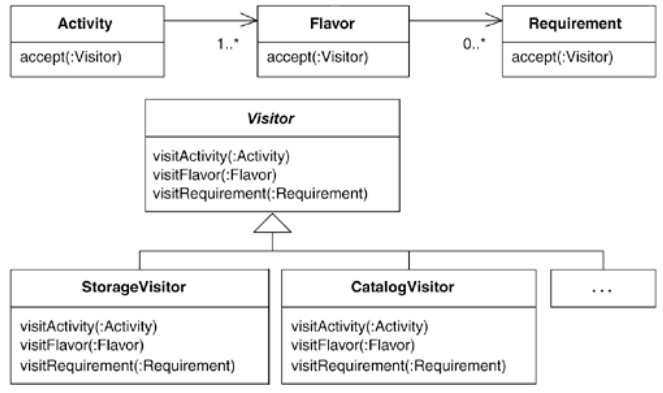 Activity
accept(:Visitor)
1..*
Flavor
accept(:Visitor)
0..*
Requirement
accept(:Visitor)
Visitor
visitActivity(:Activity)
visitFlavor(:Flavor)
visitRequirement(:Requirement)
StorageVisitor
visitActivity(:Activity)
visitFlavor(:Flavor)
visitRequirement(:Requirement)
CatalogVisitor
visitActivity(:Activity)
visitFlavor(:Flavor)
visitRequirement(:Requirement)
...